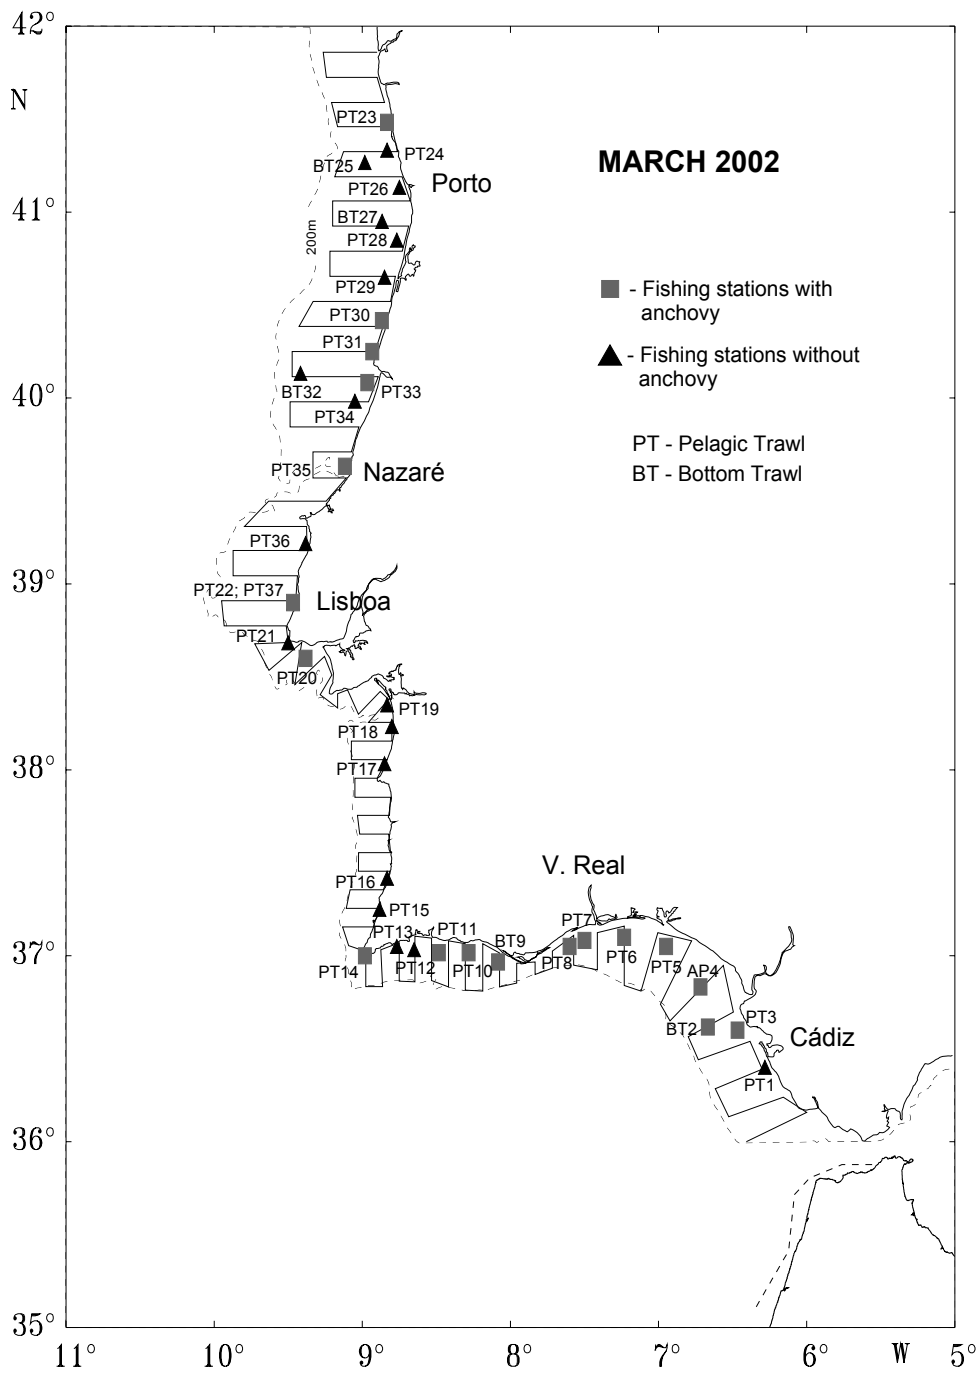 42°
N
PT23
PT24
BT25
MARCH 2002
PT26
Porto
41°
BT27
200m
PT28
PT29
- Fishing stations with
anchovy
PT30
PT31
- Fishing stations without
anchovy
BT32
PT33
40°
PT34
PT - Pelagic Trawl
BT - Bottom Trawl
PT35
Nazaré
PT36
39°
PT22; PT37
Lisboa
PT21
PT20
PT19
PT18
38°
PT17
V. Real
PT16
PT15
PT7
PT11
PT13
BT9
37°
PT14
PT12
PT10
PT8
PT6
PT5
AP4
PT3
BT2
Cádiz
PT1
36°
35°
11°
10°
9°
8°
7°
6°
W
5°